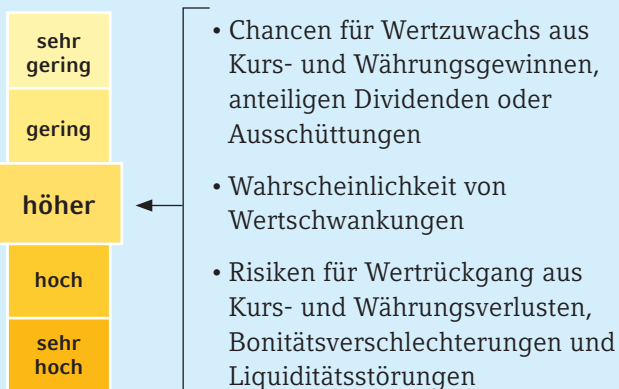 sehr
gering
gering
höher
hoch
sehr
hoch
• Chancen für Wertzuwachs aus
Kurs- und Währungsgewinnen,
anteiligen Dividenden oder
Ausschüttungen
• Wahrscheinlichkeit von
Wertschwankungen
• Risiken für Wertrückgang aus
Kurs- und Währungsverlusten,
Bonitätsverschlechterungen und
Liquiditätsstörungen